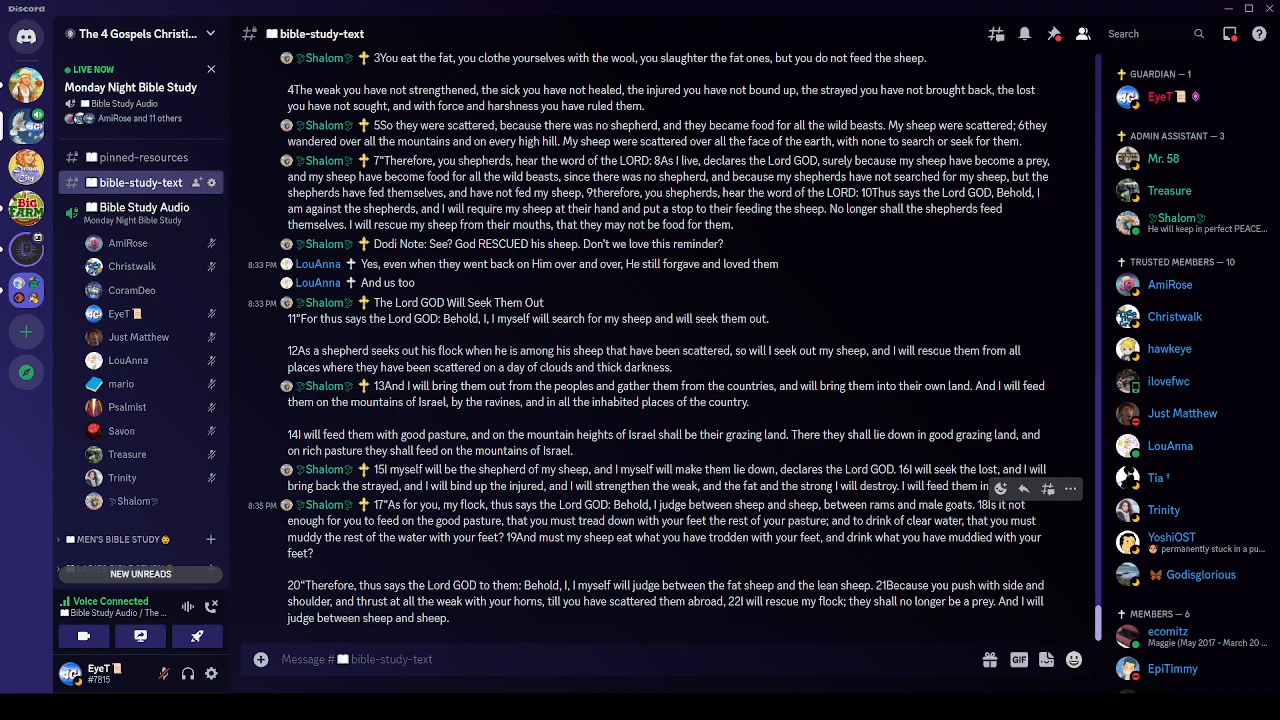 Discord
The 4 Gospels Christi...
LIVE NOW
Monday Night Bible Study
Bible Study Audio
AmiRose and 11 others
pinned-resources
bible-study-text
Bible Study Audio
Monday Night Bible Study
AmiRose
Christwalk
CoramDeo
EyeT📜
Just Matthew
LouAnna
mario
Psalmist
Savon
Treasure
Trinity
🕊Shalom🕊
MEN'S BIBLE STUDY
NEW UNREADS
Voice Connected
Bible Study Audio / The ...
EyeT📜
#7815
BIG FARM
# 📖bible-study-text
Search
🕊Shalom🕊 ✝ 3You eat the fat, you clothe yourselves with the wool, you slaughter the fat ones, but you do not feed the sheep.
4The weak you have not strengthened, the sick you have not healed, the injured you have not bound up, the strayed you have not brought back, the lost
you have not sought, and with force and harshness you have ruled them.
🕊Shalom🕊 ✝ 5So they were scattered, because there was no shepherd, and they became food for all the wild beasts. My sheep were scattered; 6they
wandered over all the mountains and on every high hill. My sheep were scattered over all the face of the earth, with none to search or seek for them.
🕊Shalom🕊 ✝ 7“Therefore, you shepherds, hear the word of the LORD: 8As I live, declares the Lord GOD, surely because my sheep have become a prey,
and my sheep have become food for all the wild beasts, since there was no shepherd, and because my shepherds have not searched for my sheep, but the
shepherds have fed themselves, and have not fed my sheep, 9therefore, you shepherds, hear the word of the LORD: 10Thus says the Lord GOD, Behold, I
am against the shepherds, and I will require my sheep at their hand and put a stop to their feeding the sheep. No longer shall the shepherds feed
themselves. I will rescue my sheep from their mouths, that they may not be food for them.
🕊Shalom🕊 ✝ Dodi Note: See? God RESCUED his sheep. Don't we love this reminder?
8:33 PM LouAnna ✝ Yes, even when they went back on Him over and over, He still forgave and loved them
LouAnna ✝ And us too
8:33 PM 🕊Shalom🕊 ✝ The Lord GOD Will Seek Them Out
11“For thus says the Lord GOD: Behold, I, I myself will search for my sheep and will seek them out.
12As a shepherd seeks out his flock when he is among his sheep that have been scattered, so will I seek out my sheep, and I will rescue them from all
places where they have been scattered on a day of clouds and thick darkness.
🕊Shalom🕊 ✝ 13And I will bring them out from the peoples and gather them from the countries, and will bring them into their own land. And I will feed
them on the mountains of Israel, by the ravines, and in all the inhabited places of the country.
14I will feed them with good pasture, and on the mountain heights of Israel shall be their grazing land. There they shall lie down in good grazing land, and
on rich pasture they shall feed on the mountains of Israel.
🕊Shalom🕊 ✝ 15I myself will be the shepherd of my sheep, and I myself will make them lie down, declares the Lord GOD. 16I will seek the lost, and I will
bring back the strayed, and I will bind up the injured, and I will strengthen the weak, and the fat and the strong I will destroy. I will feed them in
8:35 PM 🕊Shalom🕊 ✝ 17“As for you, my flock, thus says the Lord GOD: Behold, I judge between sheep and sheep, between rams and male goats. 18Is it not
enough for you to feed on the good pasture, that you must tread down with your feet the rest of your pasture; and to drink of clear water, that you must
muddy the rest of the water with your feet? 19And must my sheep eat what you have trodden with your feet, and drink what you have muddied with your
feet?
20“Therefore, thus says the Lord GOD to them: Behold, I, I myself will judge between the fat sheep and the lean sheep. 21Because you push with side and
shoulder, and thrust at all the weak with your horns, till you have scattered them abroad, 22I will rescue my flock; they shall no longer be a prey. And I will
judge between sheep and sheep.
Message #📖bible-study-text
GIF
✝ GUARDIAN — 1
EyeT📜
✝ ADMIN ASSISTANT — 3
Mr. 58
Treasure
🕊Shalom🕊
He will keep in perfect PEACE...
✝ TRUSTED MEMBERS — 10
AmiRose
Christwalk
hawkeye
ilovefwc
Just Matthew
LouAnna
Tia †
Trinity
YoshiOST
permanently stuck in a pu...
Godisglorious
✝ MEMBERS — 6
ecomitz
Maggie (May 2017 - March 20 ...
EpiTimmy